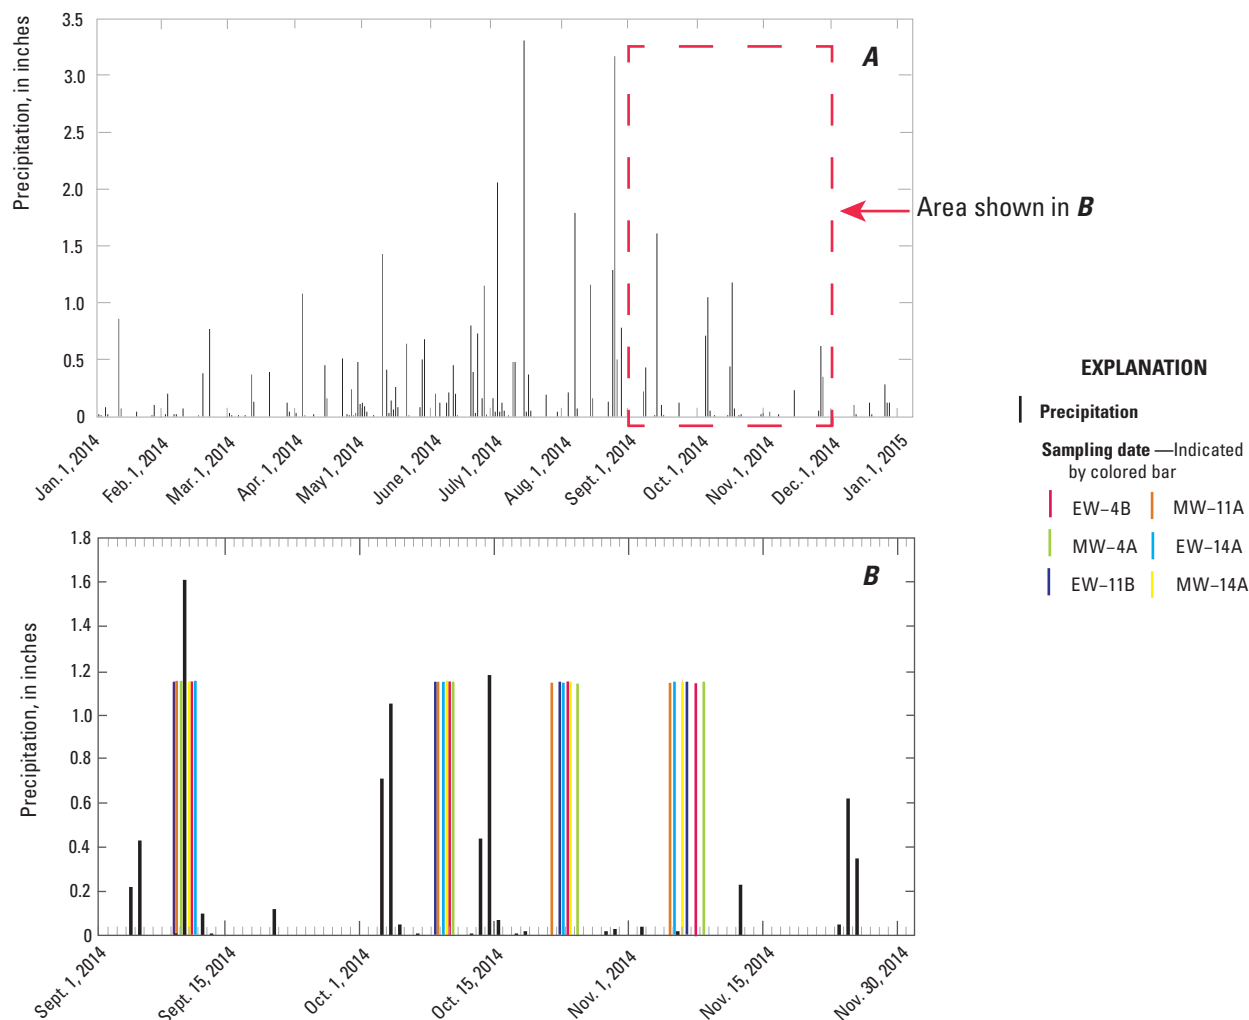 3.5
3.0
2.5
2.0
1.5
1.0
0.5
0
Precipitation, in inches
A
Area shown in B
Jan. 1, 2014
Feb. 1, 2014
Mar. 1, 2014
Apr. 1, 2014
May 1, 2014
June 1, 2014
July 1, 2014
Aug. 1, 2014
Sept. 1, 2014
Oct. 1, 2014
Nov. 1, 2014
Dec. 1, 2014
Jan. 1, 2015
1.8
1.6
1.4
1.2
1.0
0.8
0.6
0.4
0.2
0
Precipitation, in inches
B
Sept. 1, 2014
Sept. 15, 2014
Oct. 1, 2014
Oct. 15, 2014
Nov. 1, 2014
Nov. 15, 2014
Nov. 30, 2014
EXPLANATION
Precipitation
Sampling date —Indicated
by colored bar
EW–4B MW–11A
MW–4A EW–14A
EW–11B MW–14A